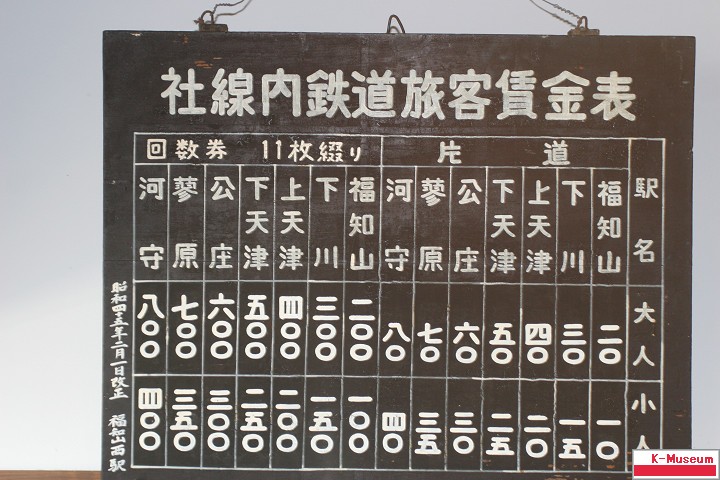 社線内鉄道旅客賃金表
駅名 片道 回数券 11枚綴り
福知山 下川 上天津 下天津 公庄 蓼原 河守 福知山 下川 上天津 下天津 公庄 蓼原 河守
大人 二〇 三〇 四〇 五〇 六〇 七〇 八〇 二〇〇 三〇〇 四〇〇 五〇〇 六〇〇 七〇〇 八〇〇
小人 一〇 一五 二〇 二五 三〇 三五 四〇 一〇〇 一五〇 二〇〇 二五〇 三〇〇 三五〇 四〇〇
昭和四十五年二月一日改正 福知山西駅
K-Museum